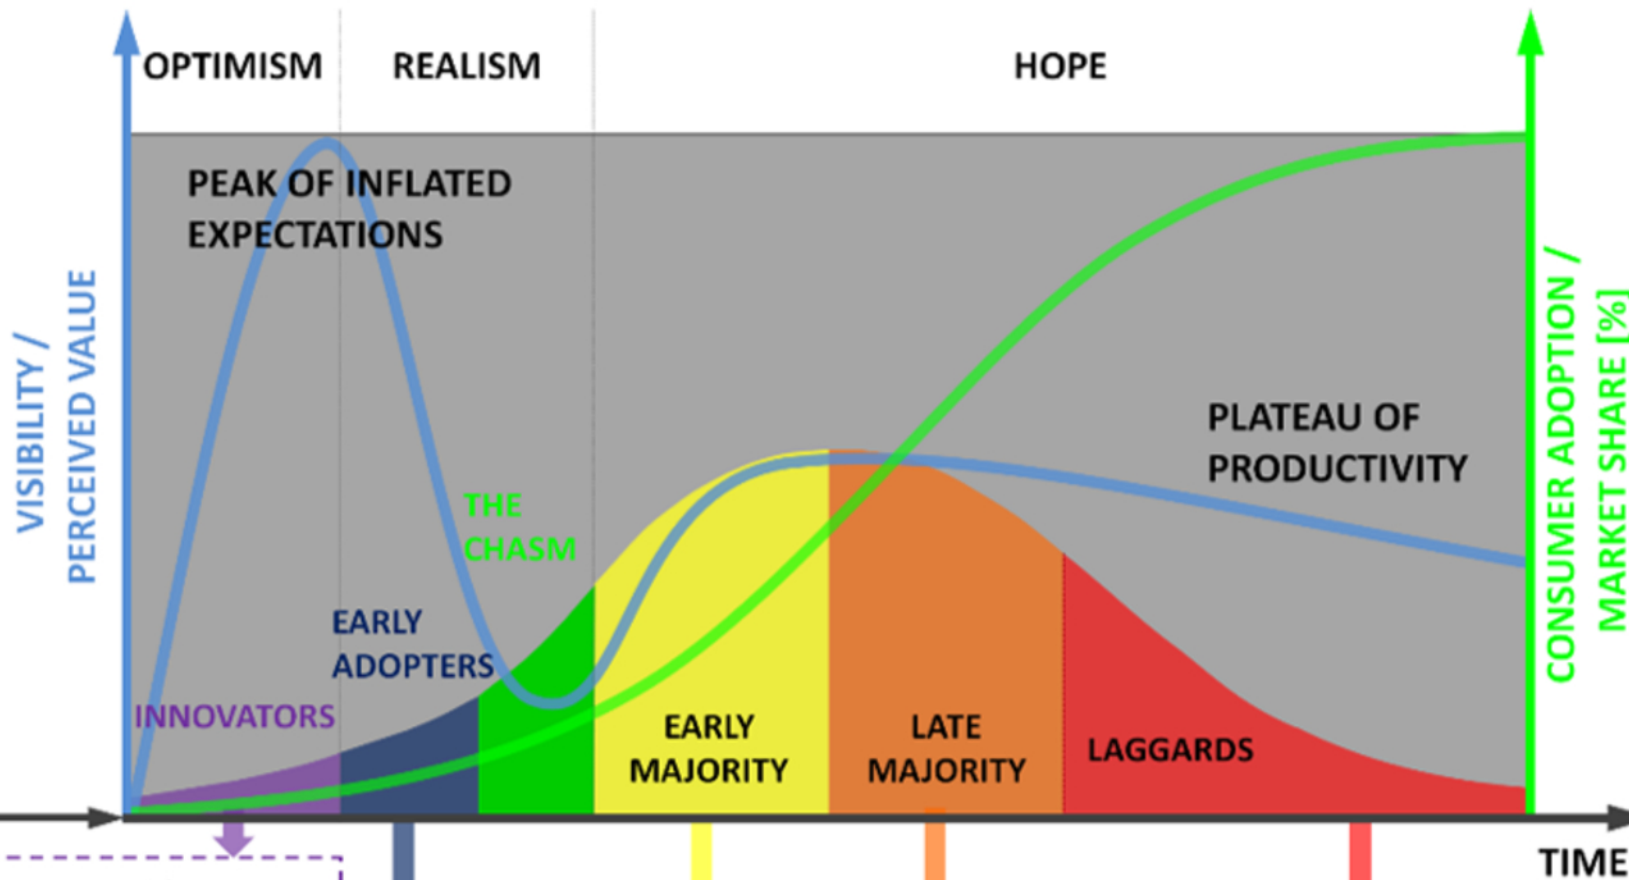 OPTIMISM
REALISM
HOPE
PEAK OF INFLATED
EXPECTATIONS
VISIBILITY /
PERCEIVED VALUE
THE
CHASM
EARLY
ADOPTERS
INNOVATORS
EARLY
MAJORITY
LATE
MAJORITY
LAGGARDS
PLATEAU OF
PRODUCTIVITY
CONSUMER ADOPTION /
MARKET SHARE [%]
TIME